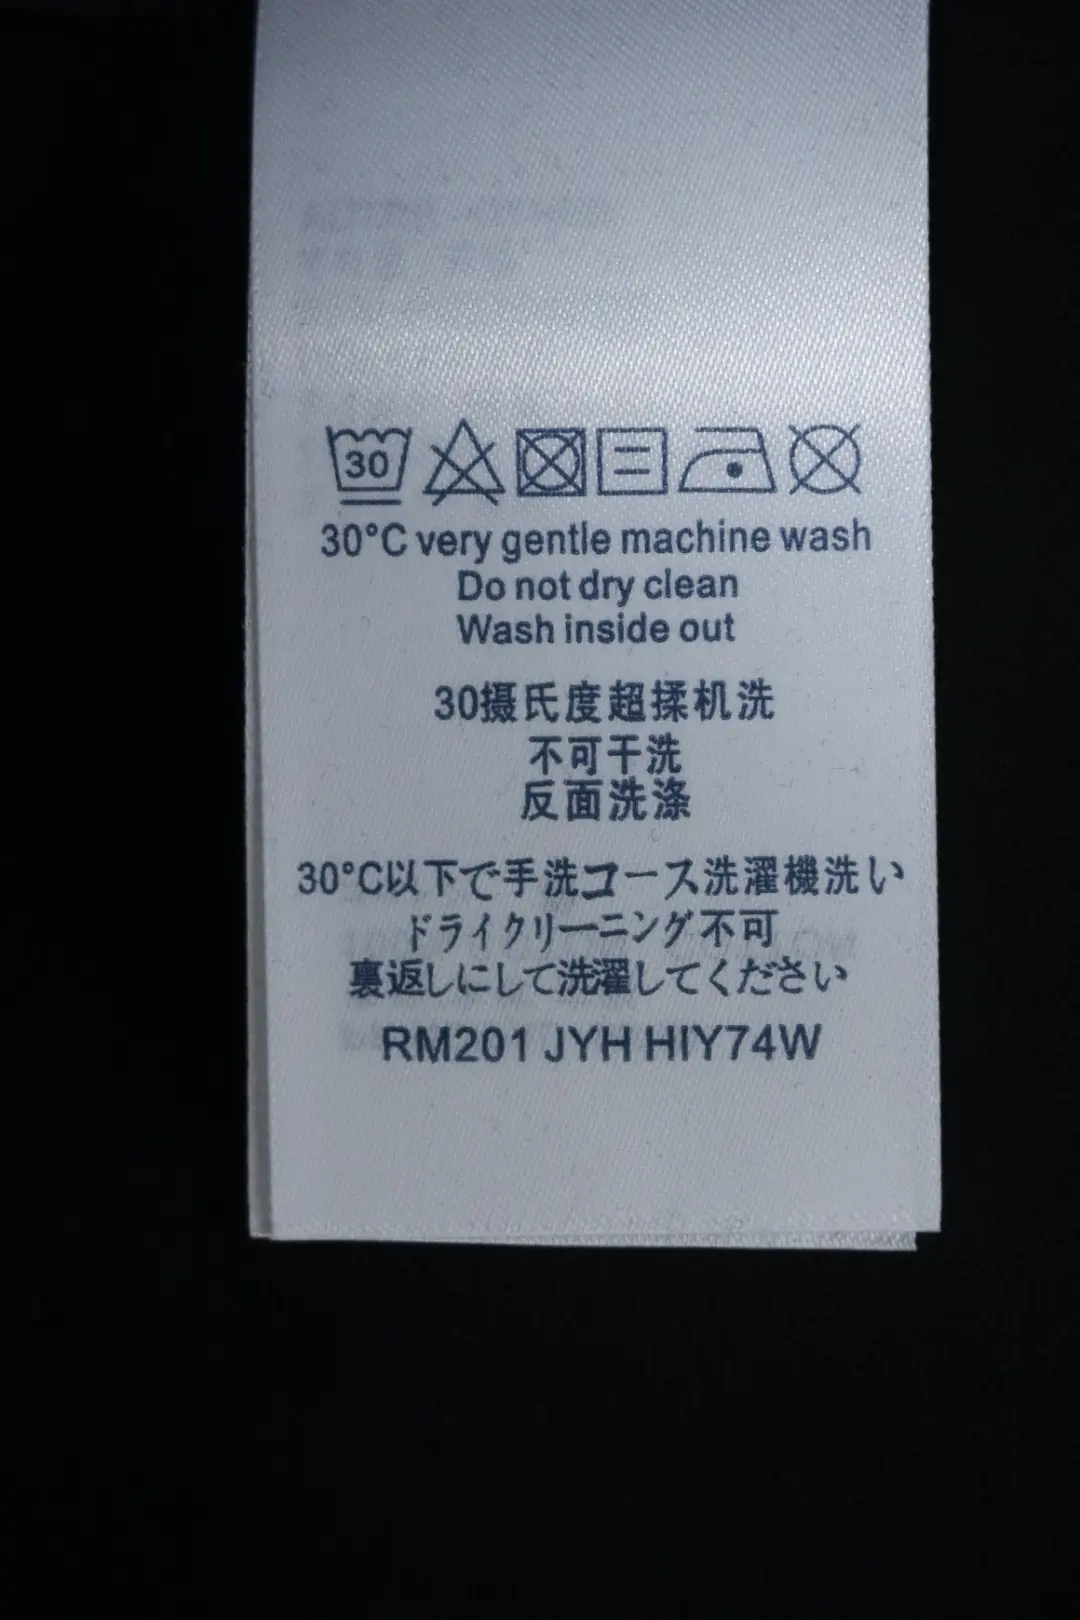 30
30°C very gentle machine wash
Do not dry clean
Wash inside out
30摄氏度超揉机洗
不可干洗
反面洗涤
30°C以下で手洗コース洗濯機洗い
ドライクリーニング不可
裏返しにして洗濯してください
RM201 JYH HIY74W